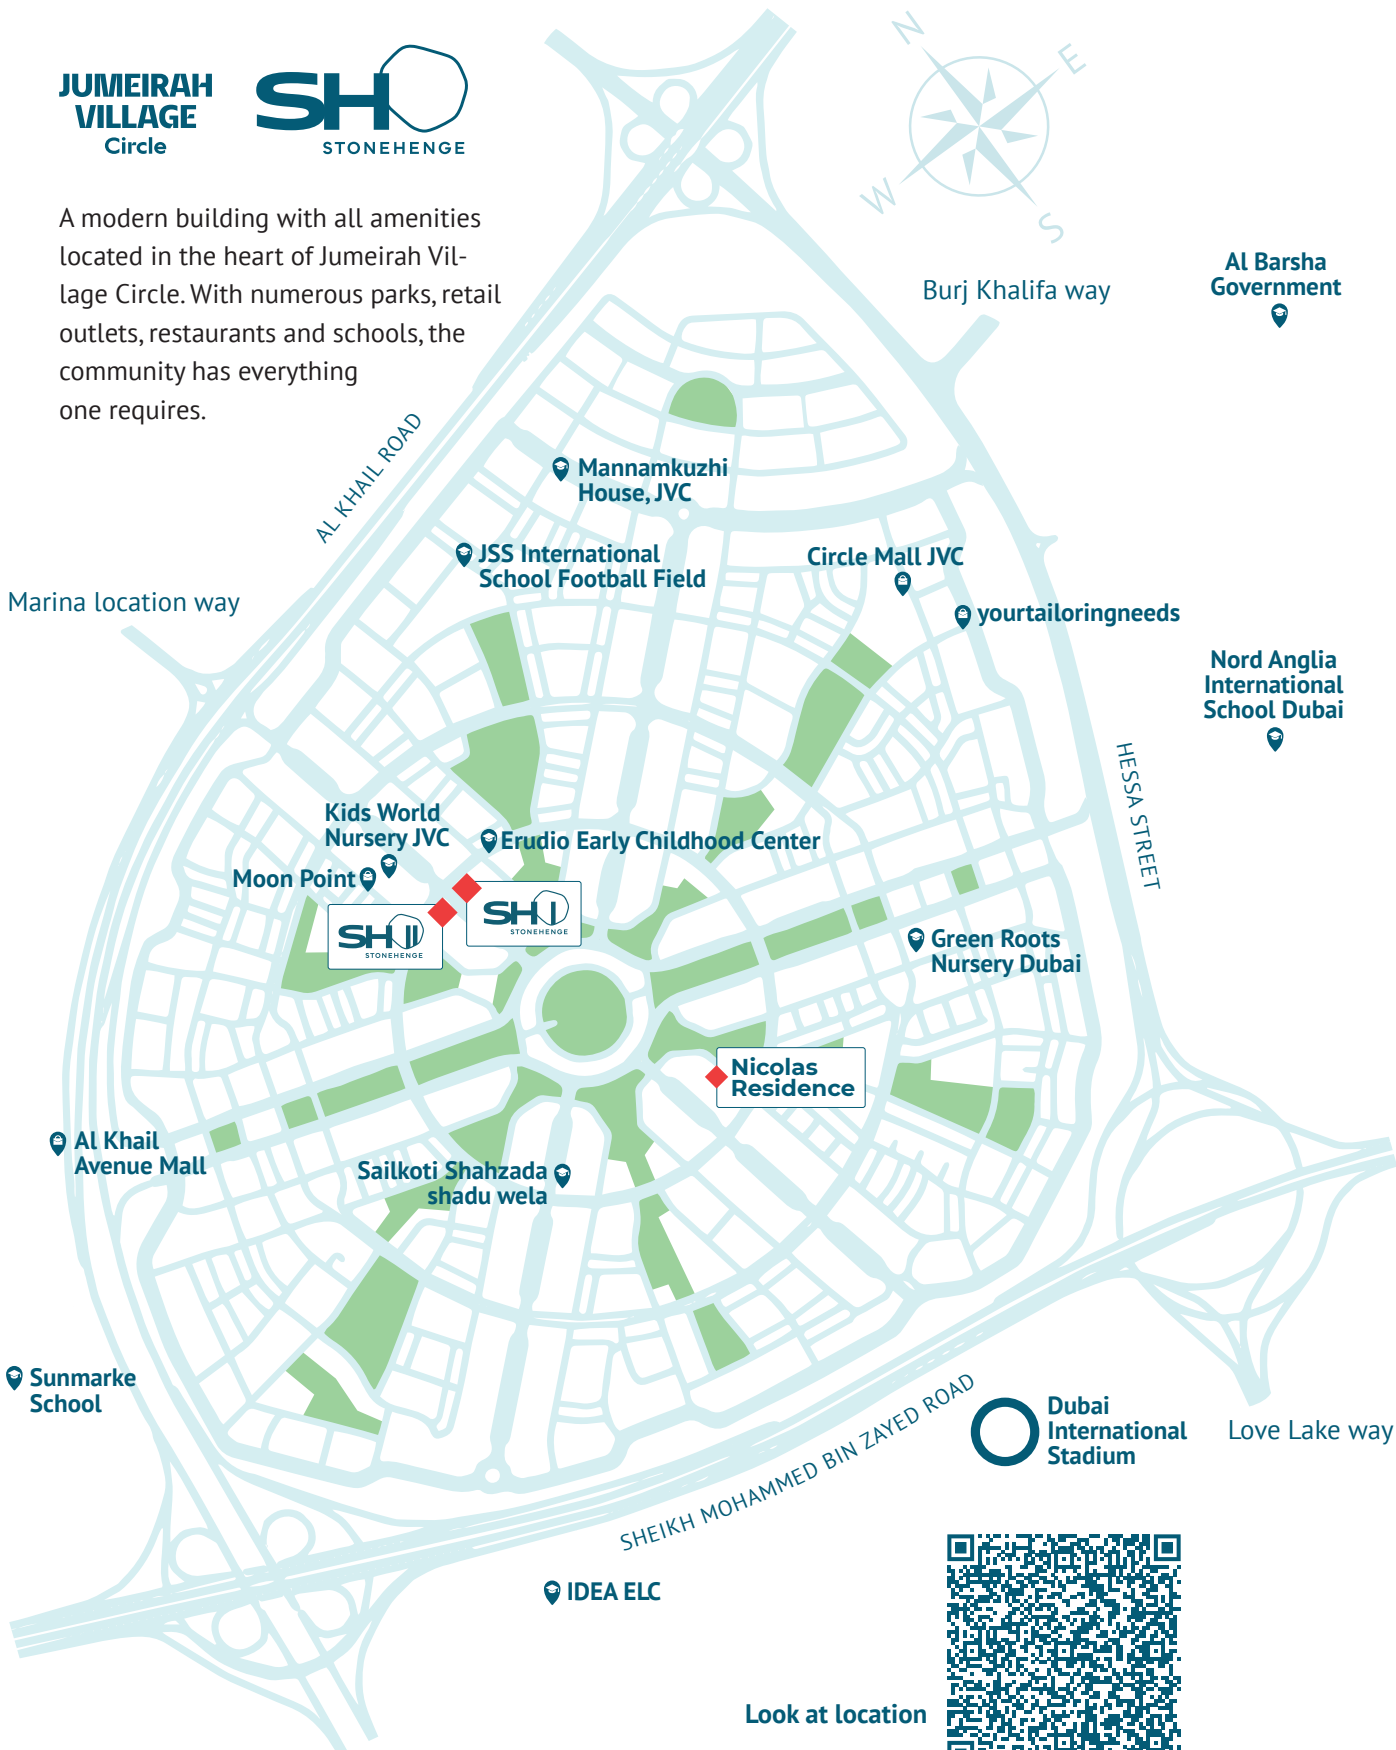 JUMEIRAH
VILLAGE
Circle
SH
STONEHENGE
A modern building with all amenities
located in the heart of Jumeirah Vil-
lage Circle. With numerous parks, retail
outlets, restaurants and schools, the
community has everything
one requires.
N
E
W
S
Burj Khalifa way
Al Barsha
Government
AL KHAIL ROAD
Mannamkuzhi
House, JVC
JSS International
School Football Field
Circle Mall JVC
Marina location way
yourtailoringneeds
Nord Anglia
International
School Dubai
HESSA STREET
Kids World
Nursery JVC
Erudio Early Childhood Center
Moon Point
SH I
STONEHENGE
SH II
STONEHENGE
Green Roots
Nursery Dubai
Nicolas
Residence
Al Khail
Avenue Mall
Sailkoti Shahzada
shadu wela
Sunmarke
School
SHEIKH MOHAMMED BIN ZAYED ROAD
Dubai
International
Stadium
Love Lake way
IDEA ELC
Look at location